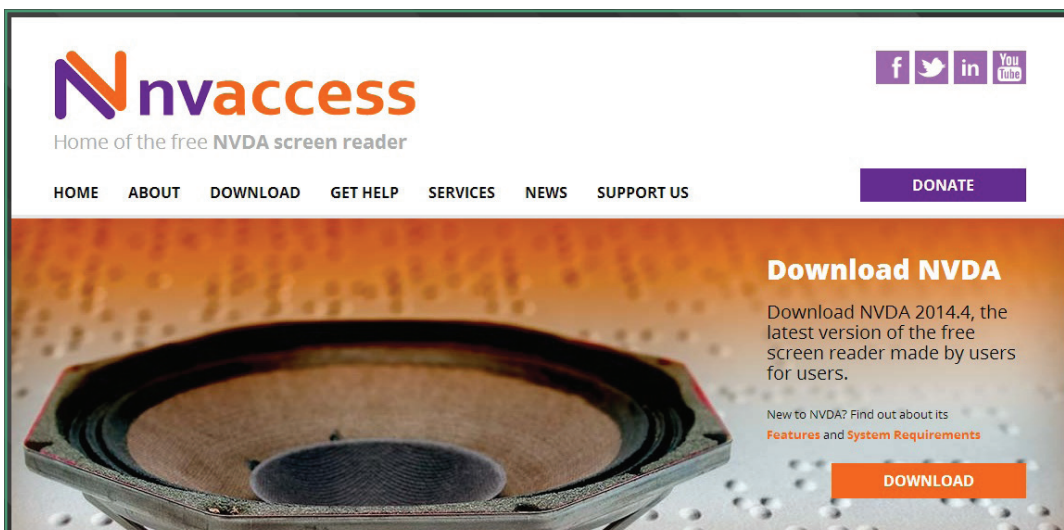 nvaccess
Home of the free NVDA screen reader
f in You Tube
HOME ABOUT DOWNLOAD GET HELP SERVICES NEWS SUPPORT US
DONATE
Download NVDA
Download NVDA 2014.4, the
latest version of the free
screen reader made by users
for users.
New to NVDA? Find out about its
Features and System Requirements
DOWNLOAD